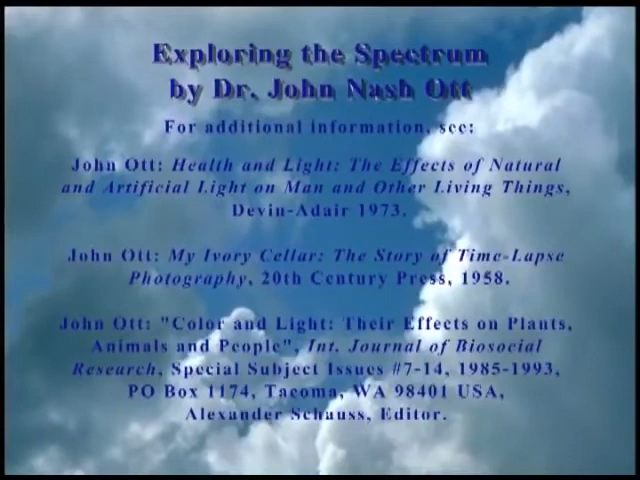 Exploring the Spectrum
by Dr. John Nash Ott
For additional information, see:
John Ott: Health and Light: The Effects of Natural
and Artificial Light on Man and Other Living Things,
Devin-Adair 1973.
John Ott: My Ivory Cellar: The Story of Time-Lapse
Photography, 20th Century Press, 1958.
John Ott: "Color and Light: Their Effects on Plants,
Animals and People", Int. Journal of Biosocial
Research, Special Subject Issues #7-14, 1985-1993,
PO Box 1174, Tacoma, WA 98401 USA,
Alexander Schauss, Editor.